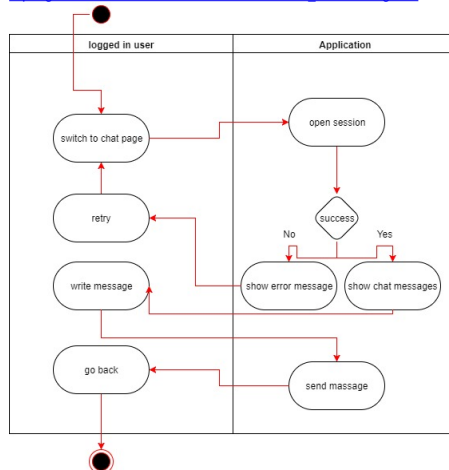 logged in user
Application
switch to chat page
open session
success
No
Yes
retry
show error message
show chat messages
write message
go back
send massage